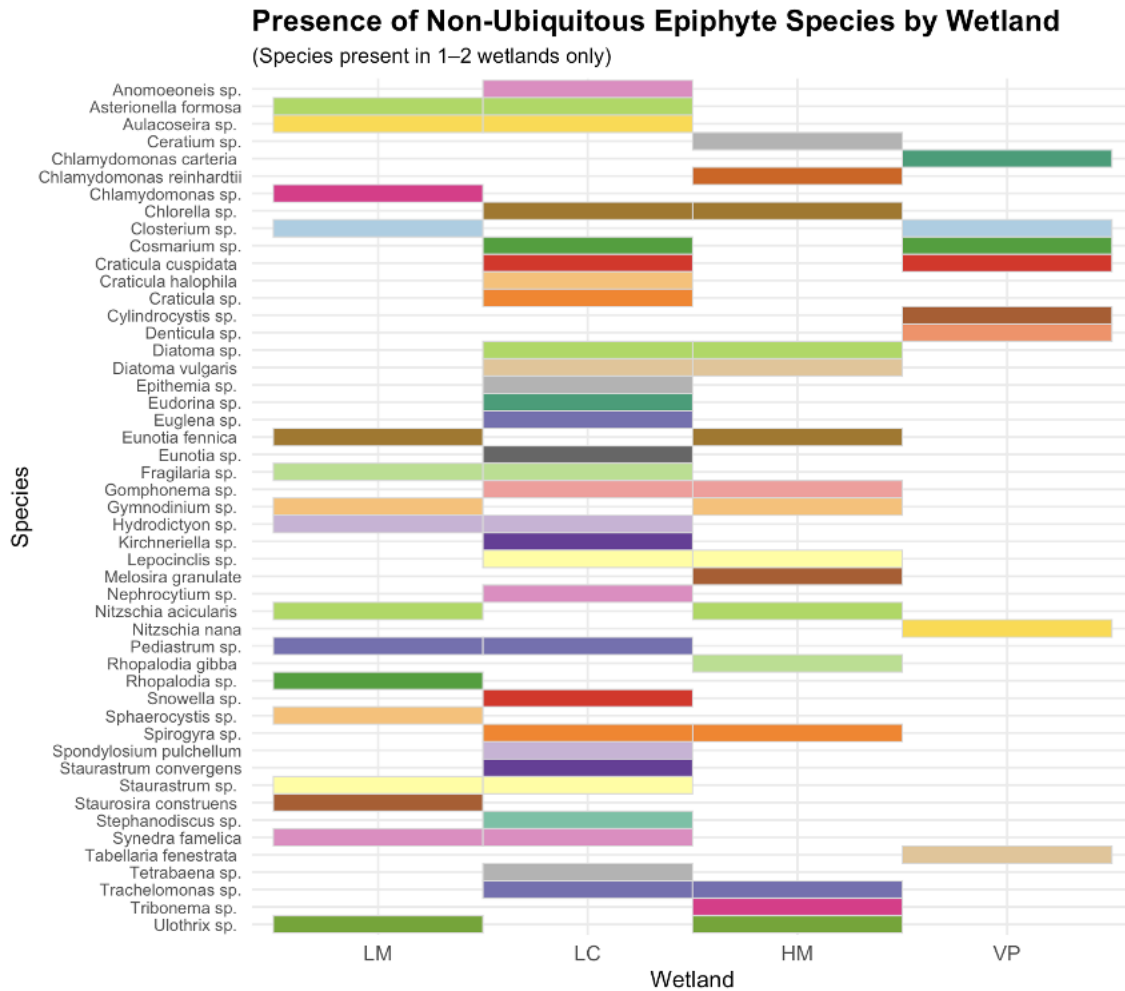 Presence of Non-Ubiquitous Epiphyte Species by Wetland
(Species present in 1–2 wetlands only)
Anomoeoneis sp.
Asterionella formosa
Aulacoseira sp.
Ceratium sp.
Chlamydomonas carteria
Chlamydomonas reinhardtii
Chlamydomonas sp.
Chlorella sp.
Closterium sp.
Cosmarium sp.
Craticula cuspidata
Craticula halophila
Craticula sp.
Cylindrocystis sp.
Denticula sp.
Diatoma sp.
Diatoma vulgaris
Epithemia sp.
Eudorina sp.
Euglena sp.
Eunotia fennica
Eunotia sp.
Fragilaria sp.
Gomphonema sp.
Gymnodinium sp.
Hydrodictyon sp.
Kirchneriella sp.
Lepocinclis sp.
Melosira granulate
Nephrocytium sp.
Nitzschia acicularis
Nitzschia nana
Pediastrum sp.
Rhopalodia gibba
Rhopalodia sp.
Snowella sp.
Sphaerocystis sp.
Spirogyra sp.
Spondylosium pulchellum
Staurastrum convergens
Staurastrum sp.
Staurosira construens
Stephanodiscus sp.
Synedra famelica
Tabellaria fenestrata
Tetrabaena sp.
Trachelomonas sp.
Tribonema sp.
Ulothrix sp.
Species
LM LC HM VP
Wetland